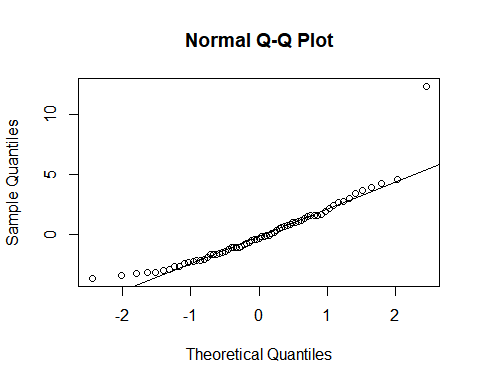 Normal Q-Q Plot
Sample Quantiles
10
5
0
-2 -1 0 1 2
Theoretical Quantiles